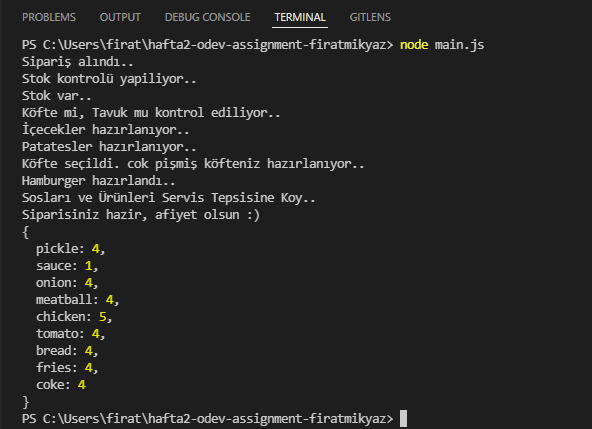 PROBLEMS OUTPUT DEBUG CONSOLE TERMINAL GITLENS
PS C:\Users\firat\hafta2-odev-assignment-firatmikyaz> node main.js
Sipariş alındı..
Stok kontrolü yapiliyor..
Stok var..
Köfte mi, Tavuk mu kontrol ediliyor..
İçecekler hazırlanıyor..
Patatesler hazırlanıyor..
Köfte seçildi. cok pişmiş köfteniz hazırlanıyor..
Hamburger hazırlandı..
Sosları ve Ürünleri Servis Tepsisine Koy..
Siparisiniz hazir, afiyet olsun :)
{
  pickle: 4,
  sauce: 1,
  onion: 4,
  meatball: 4,
  chicken: 5,
  tomato: 4,
  bread: 4,
  fries: 4,
  coke: 4
}
PS C:\Users\firat\hafta2-odev-assignment-firatmikyaz>